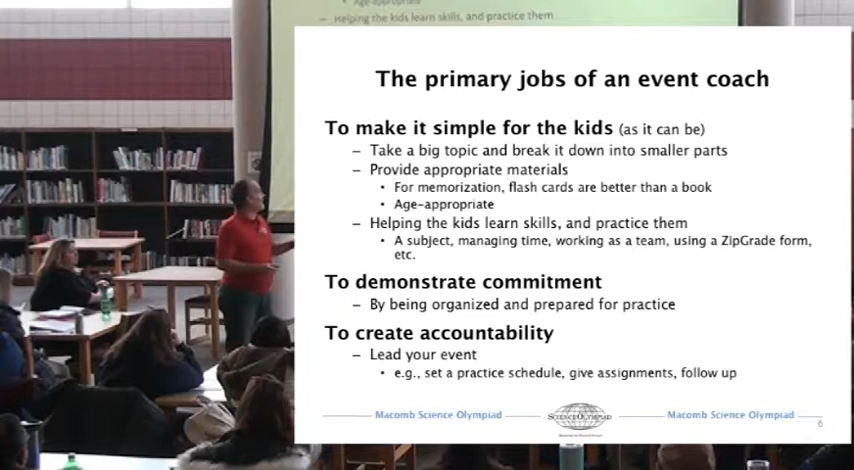 Age-appropriate
– Helping the kids learn skills, and practice them
The primary jobs of an event coach
To make it simple for the kids (as it can be)
– Take a big topic and break it down into smaller parts
– Provide appropriate materials
• For memorization, flash cards are better than a book
• Age-appropriate
– Helping the kids learn skills, and practice them
• A subject, managing time, working as a team, using a ZipGrade form,
etc.
To demonstrate commitment
– By being organized and prepared for practice
To create accountability
– Lead your event
• e.g., set a practice schedule, give assignments, follow up
Macomb Science Olympiad
SCIENCE OLYMPIAD
Macomb Science Olympiad
6